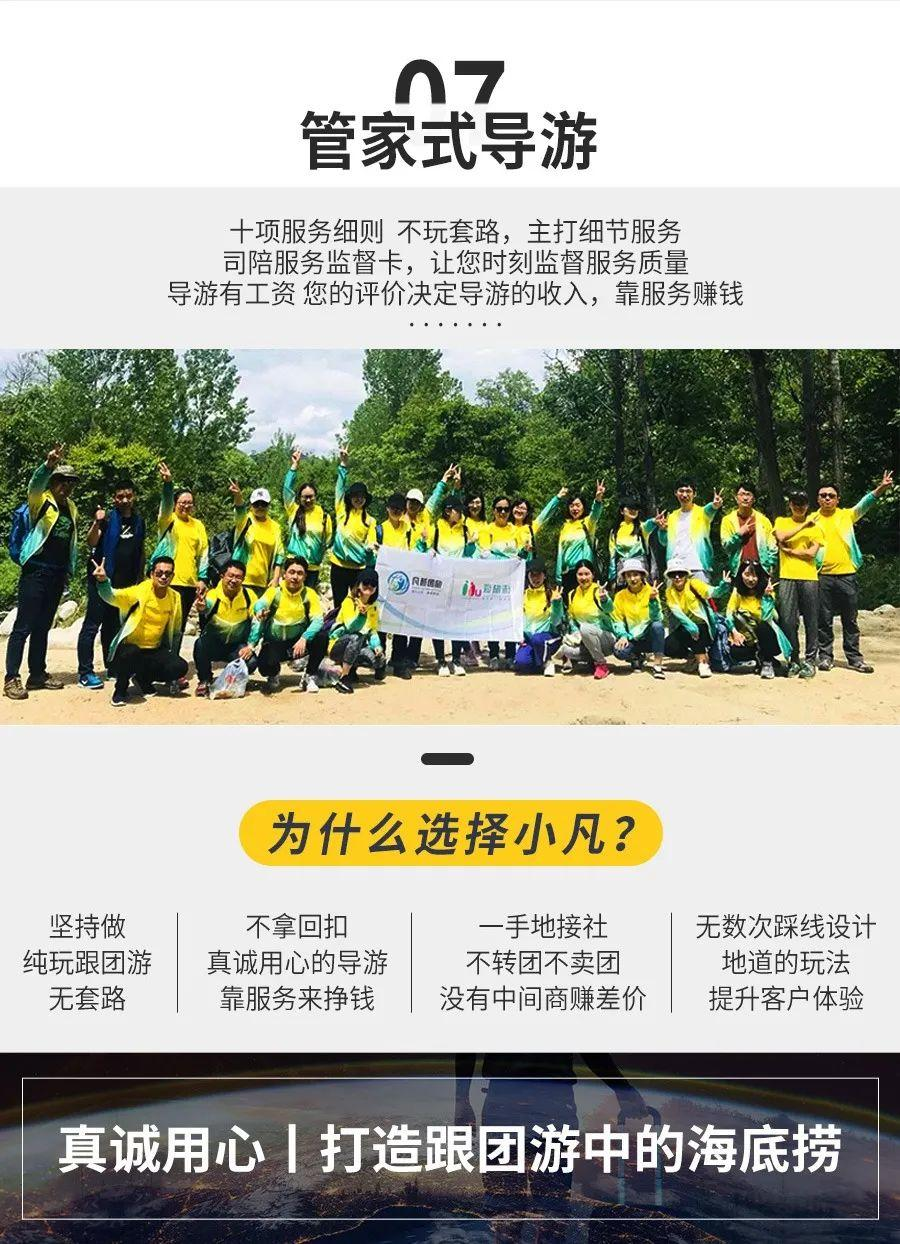 07
管家式导游
十项服务细则 不玩套路，主打细节服务
司陪服务监督卡，让您时刻监督服务质量
导游有工资 您的评价决定导游的收入，靠服务赚钱
·······
为什么选择小凡？
坚持做
纯玩跟团游
无套路
不拿回扣
真诚用心的导游
靠服务来挣钱
一手地接社
不转团不卖团
没有中间商赚差价
无数次踩线设计
地道的玩法
提升客户体验
真诚用心丨打造跟团游中的海底捞